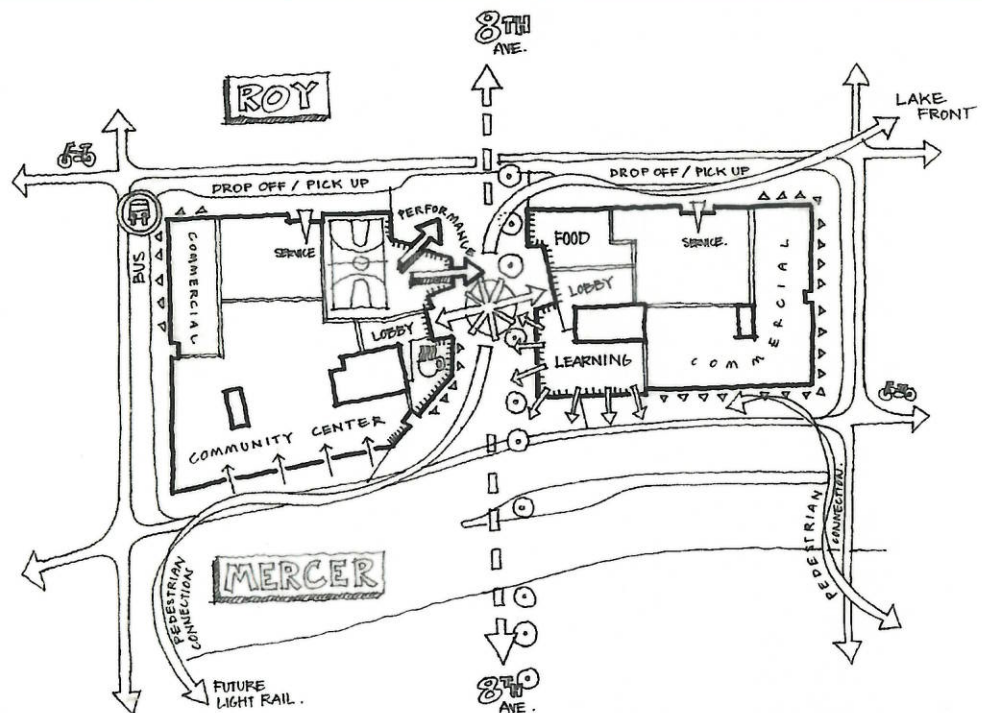 8TH
AVE.
ROY
LAKE
FRONT
DROP OFF / PICK UP
DROP OFF / PICK UP
PERFORMANCE
COMMERCIAL
SERVICE
FOOD
SERVICE.
BUS
LOBBY
LOBBY
LEARNING
COMMERCIAL
COMMUNITY CENTER
MERCER
PEDESTRIAN
CONNECTION
PEDESTRIAN
CONNECTION.
FUTURE
LIGHT RAIL.
8TH
AVE.